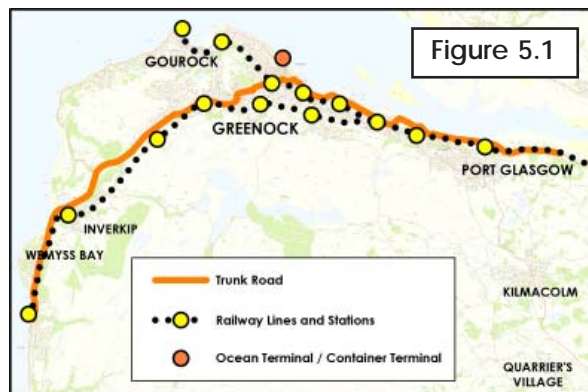 Figure 5.1
GOUROCK
GREENOCK
PORT GLASGOW
INVERKIP
WEMYSS BAY
KILMACOLM
QUARRIER'S
VILLAGE
Trunk Road
Railway Lines and Stations
Ocean Terminal / Container Terminal